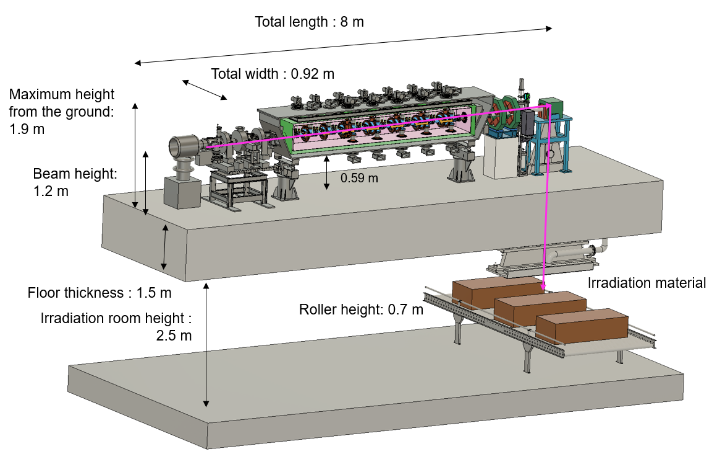 Total length : 8 m
Total width : 0.92 m
Maximum height
from the ground:
1.9 m
Beam height:
1.2 m
0.59 m
Floor thickness : 1.5 m
Irradiation material
Irradiation room height :
2.5 m
Roller height: 0.7 m